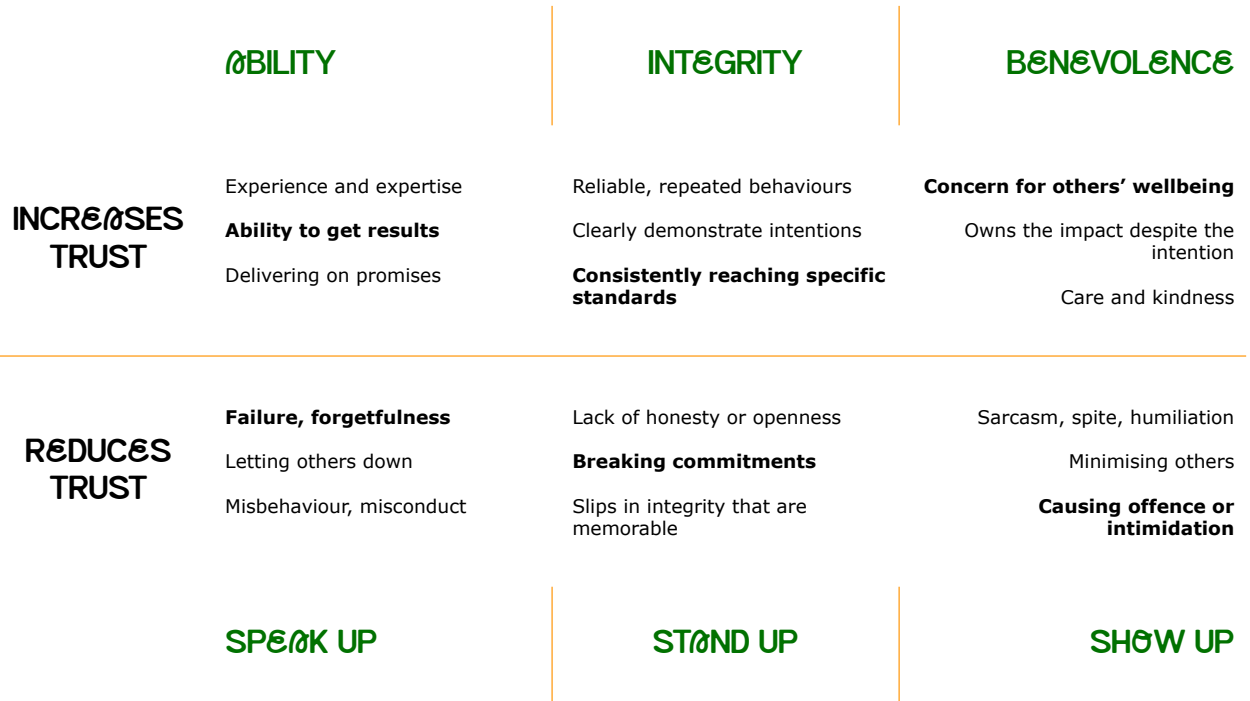 ABILITY
INTEGRITY
BENEVOLENCE
INCREASES
TRUST
Experience and expertise
Ability to get results
Delivering on promises
Reliable, repeated behaviours
Clearly demonstrate intentions
Consistently reaching specific
standards
Concern for others’ wellbeing
Owns the impact despite the
intention
Care and kindness
REDUCES
TRUST
Failure, forgetfulness
Letting others down
Misbehaviour, misconduct
Lack of honesty or openness
Breaking commitments
Slips in integrity that are
memorable
Sarcasm, spite, humiliation
Minimising others
Causing offence or
intimidation
SPEAK UP
STAND UP
SHOW UP